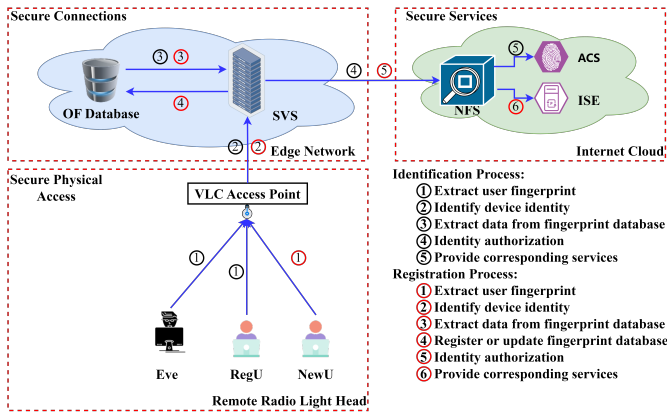 Secure Connections
Secure Services
③ ③
OF Database
④
SVS
② ②
Edge Network
④ ⑤
NFS
⑤
ACS
⑥
ISE
Internet Cloud
Secure Physical
Access
VLC Access Point
① ① ①
Eve RegU NewU
Remote Radio Light Head
Identification Process:
① Extract user fingerprint
② Identify device identity
③ Extract data from fingerprint database
④ Identity authorization
⑤ Provide corresponding services
Registration Process:
① Extract user fingerprint
② Identify device identity
③ Extract data from fingerprint database
④ Register or update fingerprint database
⑤ Identity authorization
⑥ Provide corresponding services